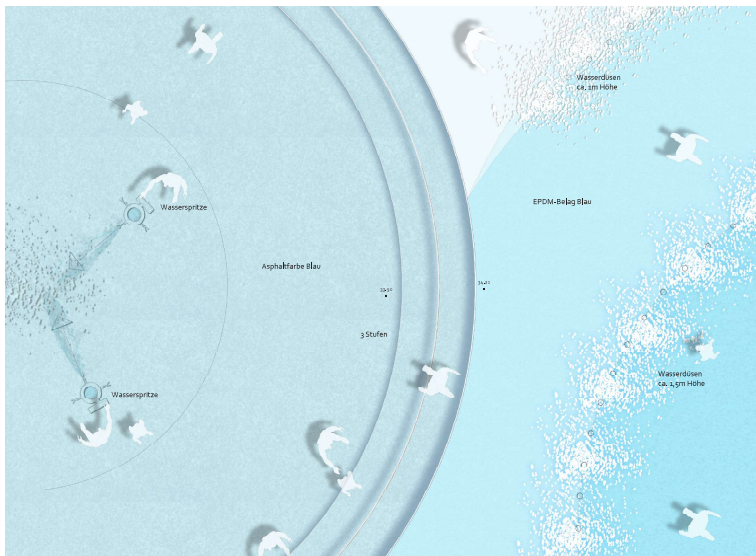 Wasserdüsen
ca. 1m Höhe
Wasserspritze
EPDM-Belag Blau
Asphaltfarbe Blau
3 Stufen
Wasserdüsen
ca. 1,5m Höhe
Wasserspritze